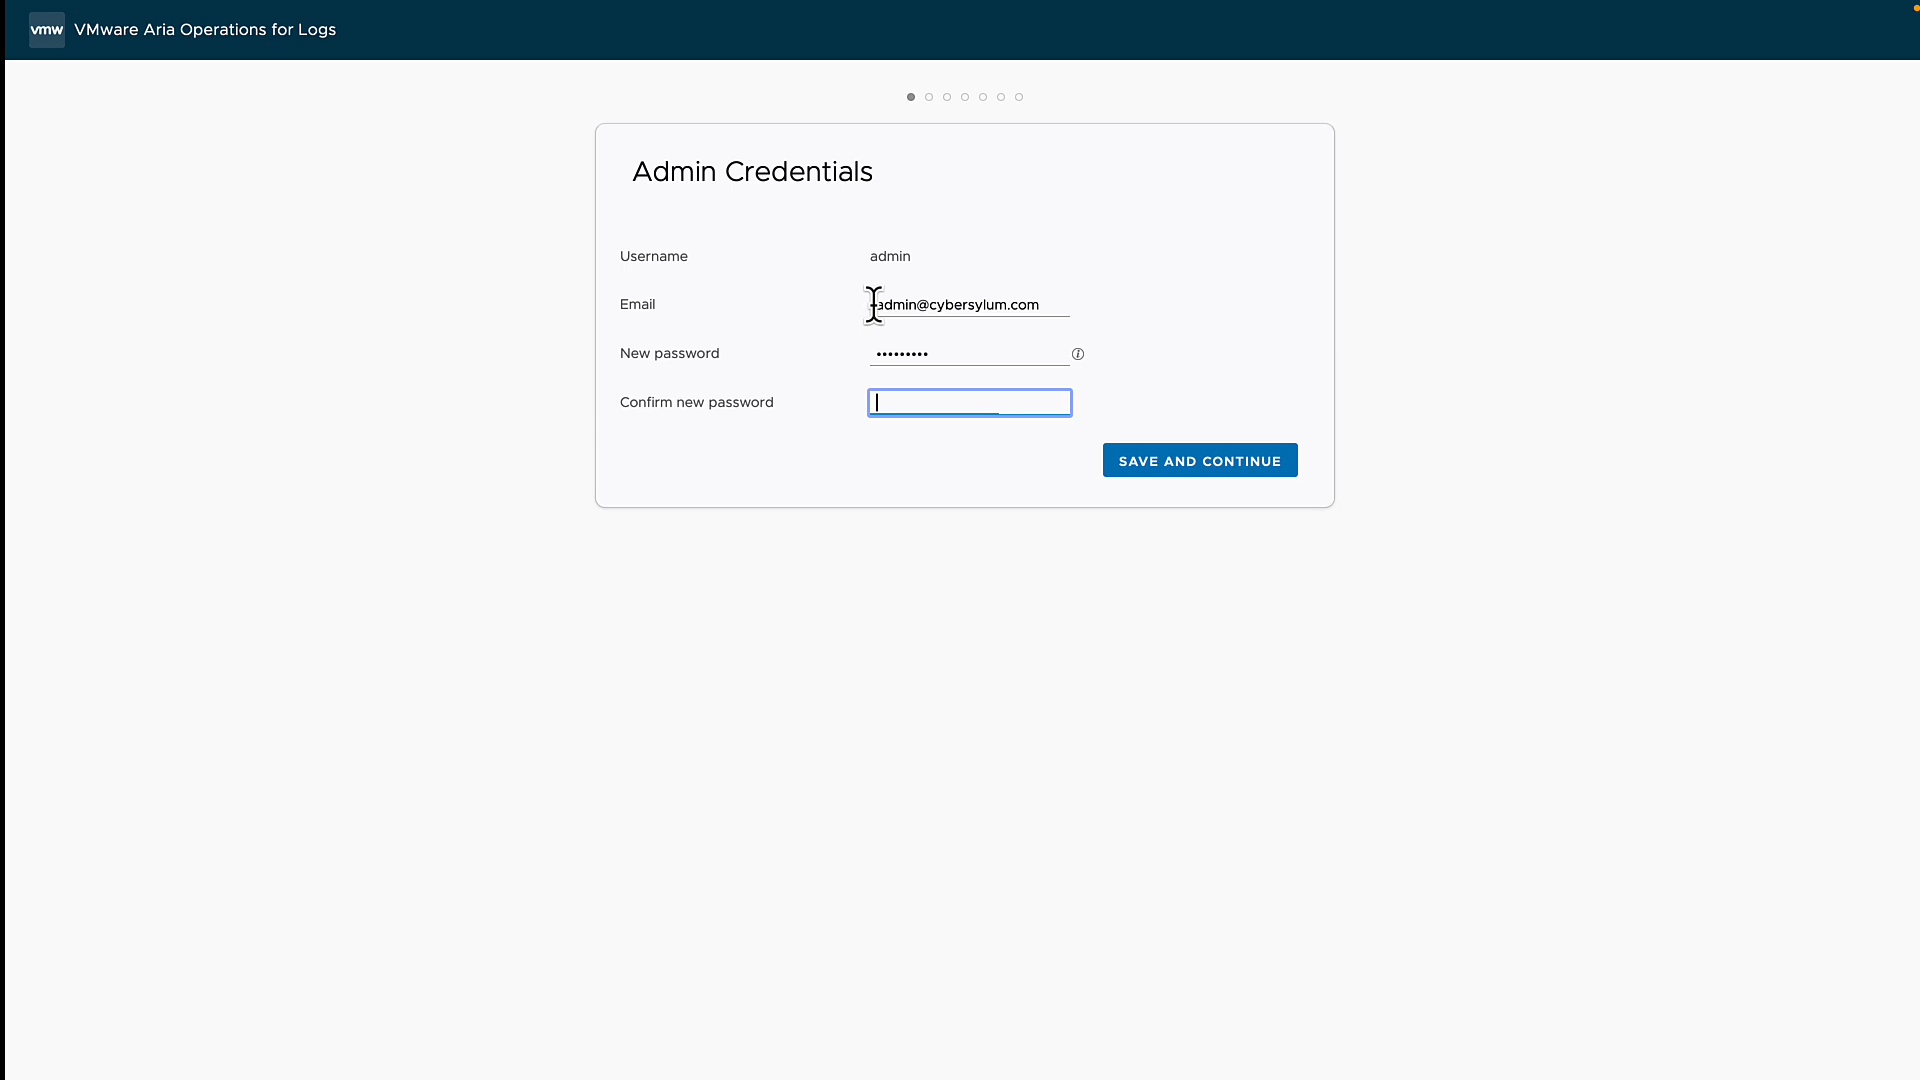 vmw VMware Aria Operations for Logs
Admin Credentials
Username admin
Email admin@cybersylum.com
New password •••••••••
Confirm new password
SAVE AND CONTINUE